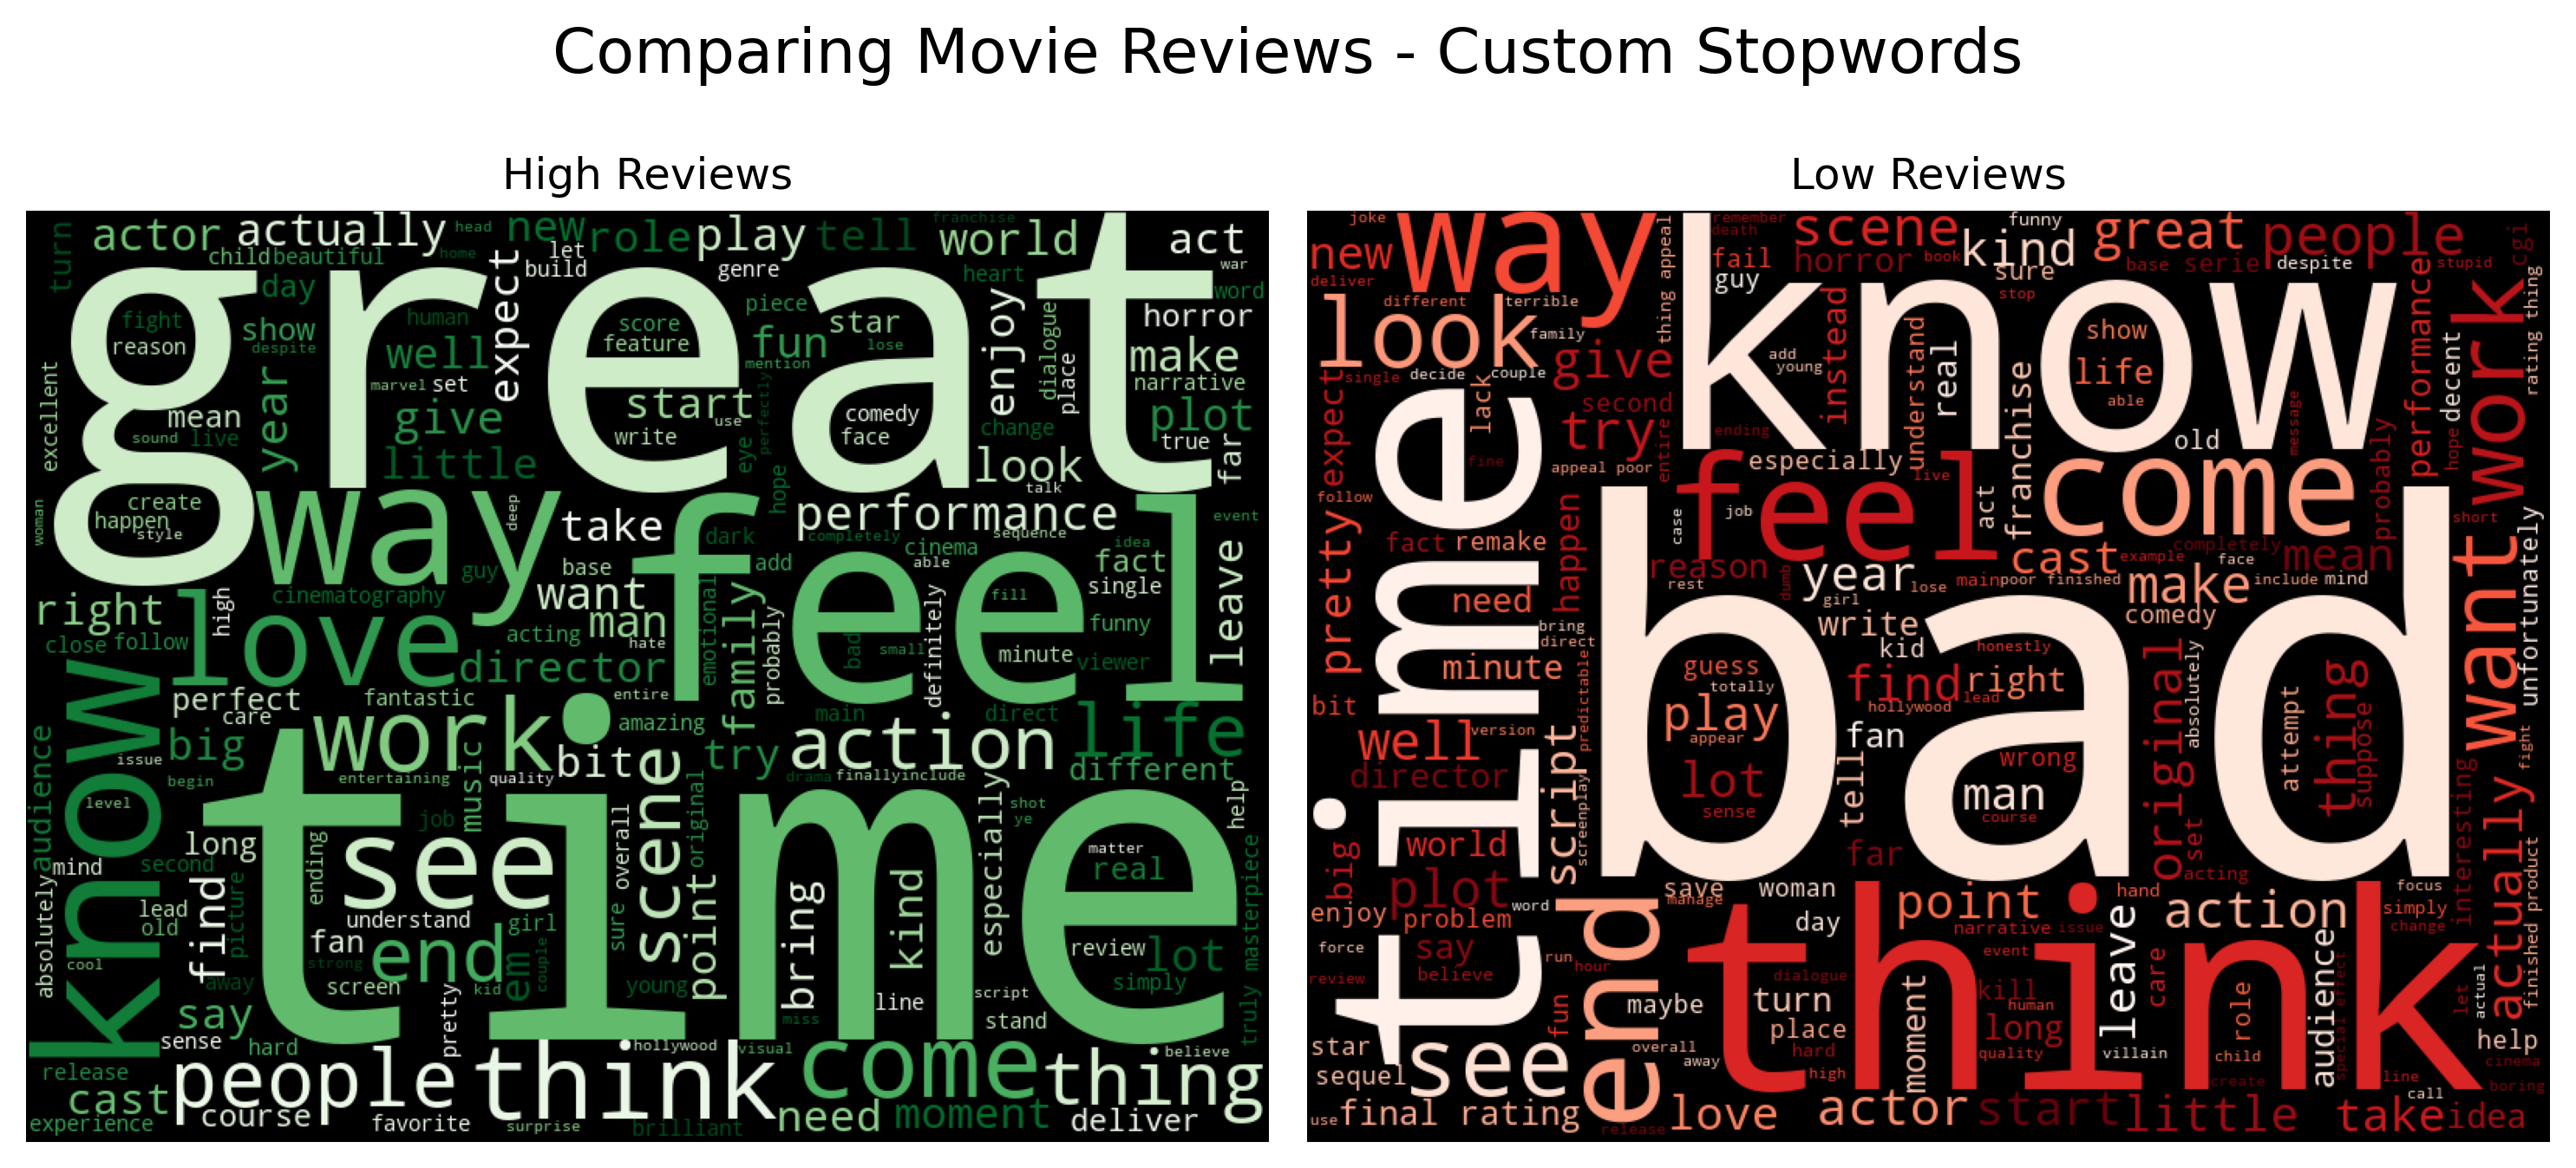 Comparing Movie Reviews - Custom Stopwords
High Reviews
turn actor actually head new role play tell franchise world act
child beautiful home let build genre heart war
great
day expect piece enjoy word
fight reason show despite human score feature star lose dialogue horror
well fun mention place make
excellent marvel set narrative
mean year give start comedy plot
sound live write use face change true
little eye perfectly look far
woman create happen style way deep take hope performance talk event
feel
dark completely cinema sequence able idea fact leave
guy base add single
right high cinematography want fill
love acting man emotional family probably bad small definitely minute funny viewer
close follow hate
know director
perfect fantastic entire main direct
care work amazing
audience big music bit try action life
issue begin entertaining quality drama finally include different
time
level job scene original especially shot ye help
long ending see overall matter
mind second point real masterpiece
absolutely find picture understand sure bring kind
lead old fan girl review lot
cool strong end em couple
away screen kid young simply truly
say pretty miss line script stand
sense hard hollywood visual believe
release people think come thing
cast course favorite need moment deliver
experience surprise brilliant
Low Reviews
joke way remember death scene funny great people cgi
new fail horror book kind sure base serie despite stupid
deliver guy stop
know
look different terrible family thing appeal instead performance work rating thing
give add young understand real show life able
single decide couple lack franchise message decent
expect second try ending old probably hope
time fine appeal poor entire especially live come
follow feel
pretty case job act short unfortunately
fact remake happen reason cast example completely mean
rest dumb year lose main poor finished make face include mind
need girl comedy want
bring direct write kid honestly
bad
minute predictable guess totally find right original absolutely attempt thing suppose
bit hollywood lead
version play appear fan
well script wrong fight
director screenplay lot tell man actually interesting
sense course
big world far set acting
plot save woman hand focus
enjoy problem word manage point action simply finished product
end day narrative issue leave change
force say think audience
review believe run hour dialogue event care
fun maybe turn moment kill human role special effect let actual
star place long help
overall away hard quality villain child cinema
sequel see high create line boring
use final rating release love actor start little take call idea